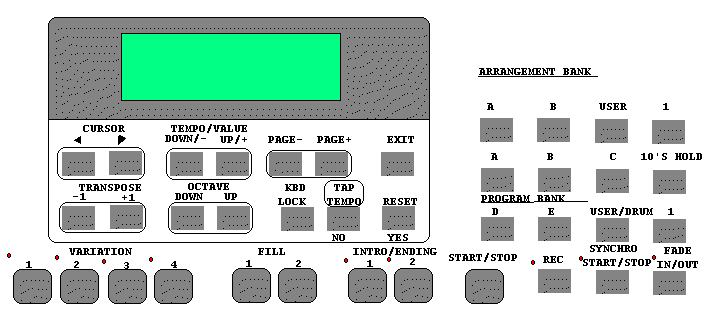 ARRANGEMENT BANK
A B USER 1
CURSOR TEMPO/VALUE
DOWN/- UP/+ PAGE- PAGE+ EXIT
A B C 10'S HOLD
TRANSPOSE OCTAVE KBD TAP
-1 +1 DOWN UP LOCK TEMPO RESET
PROGRAM BANK
D E USER/DRUM 1
NO YES
VARIATION FILL INTRO/ENDING
START/STOP REC SYNCHRO START/STOP FADE IN/OUT
1 2 3 4 1 2 1 2